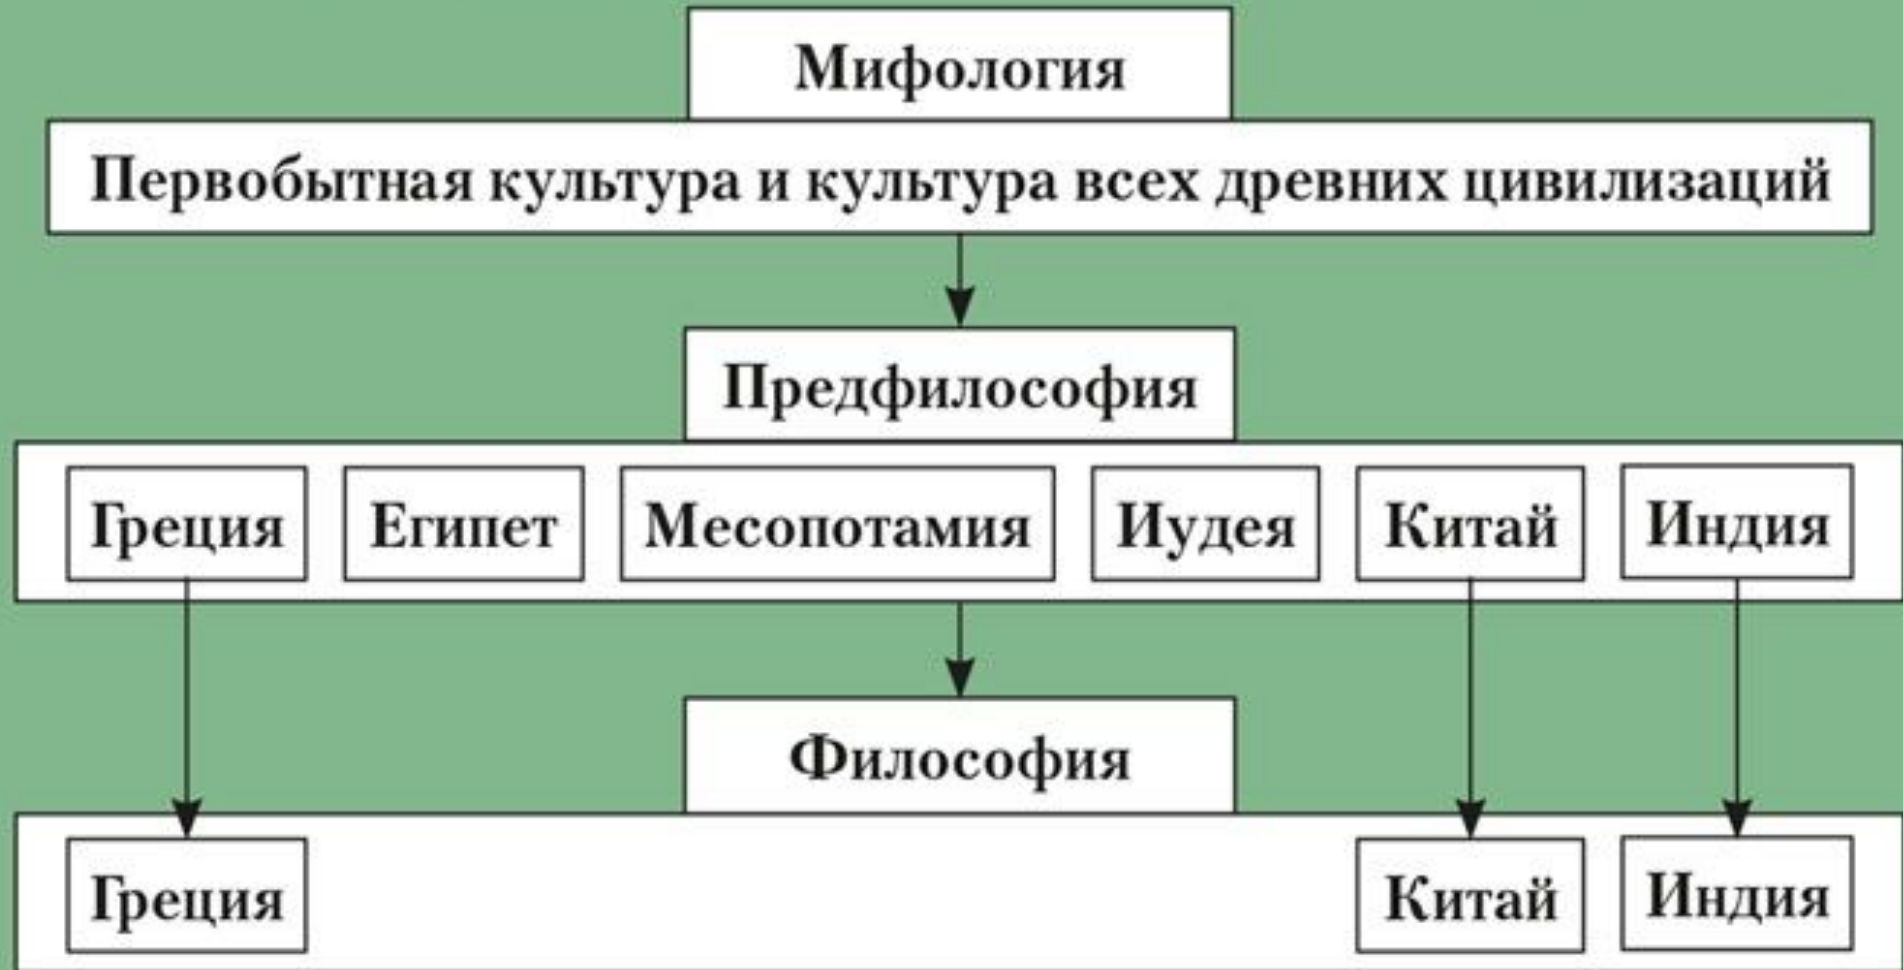 Мифология
Первобытная культура и культура всех древних цивилизаций
Предфилософия
Греция Египет Месопотамия Иудея Китай Индия
Философия
Греция Китай Индия